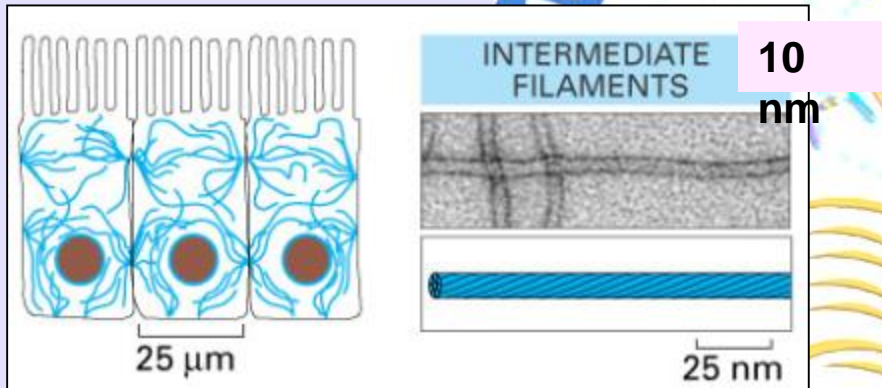 INTERMEDIATE
FILAMENTS
10
nm
25 μm
25 nm